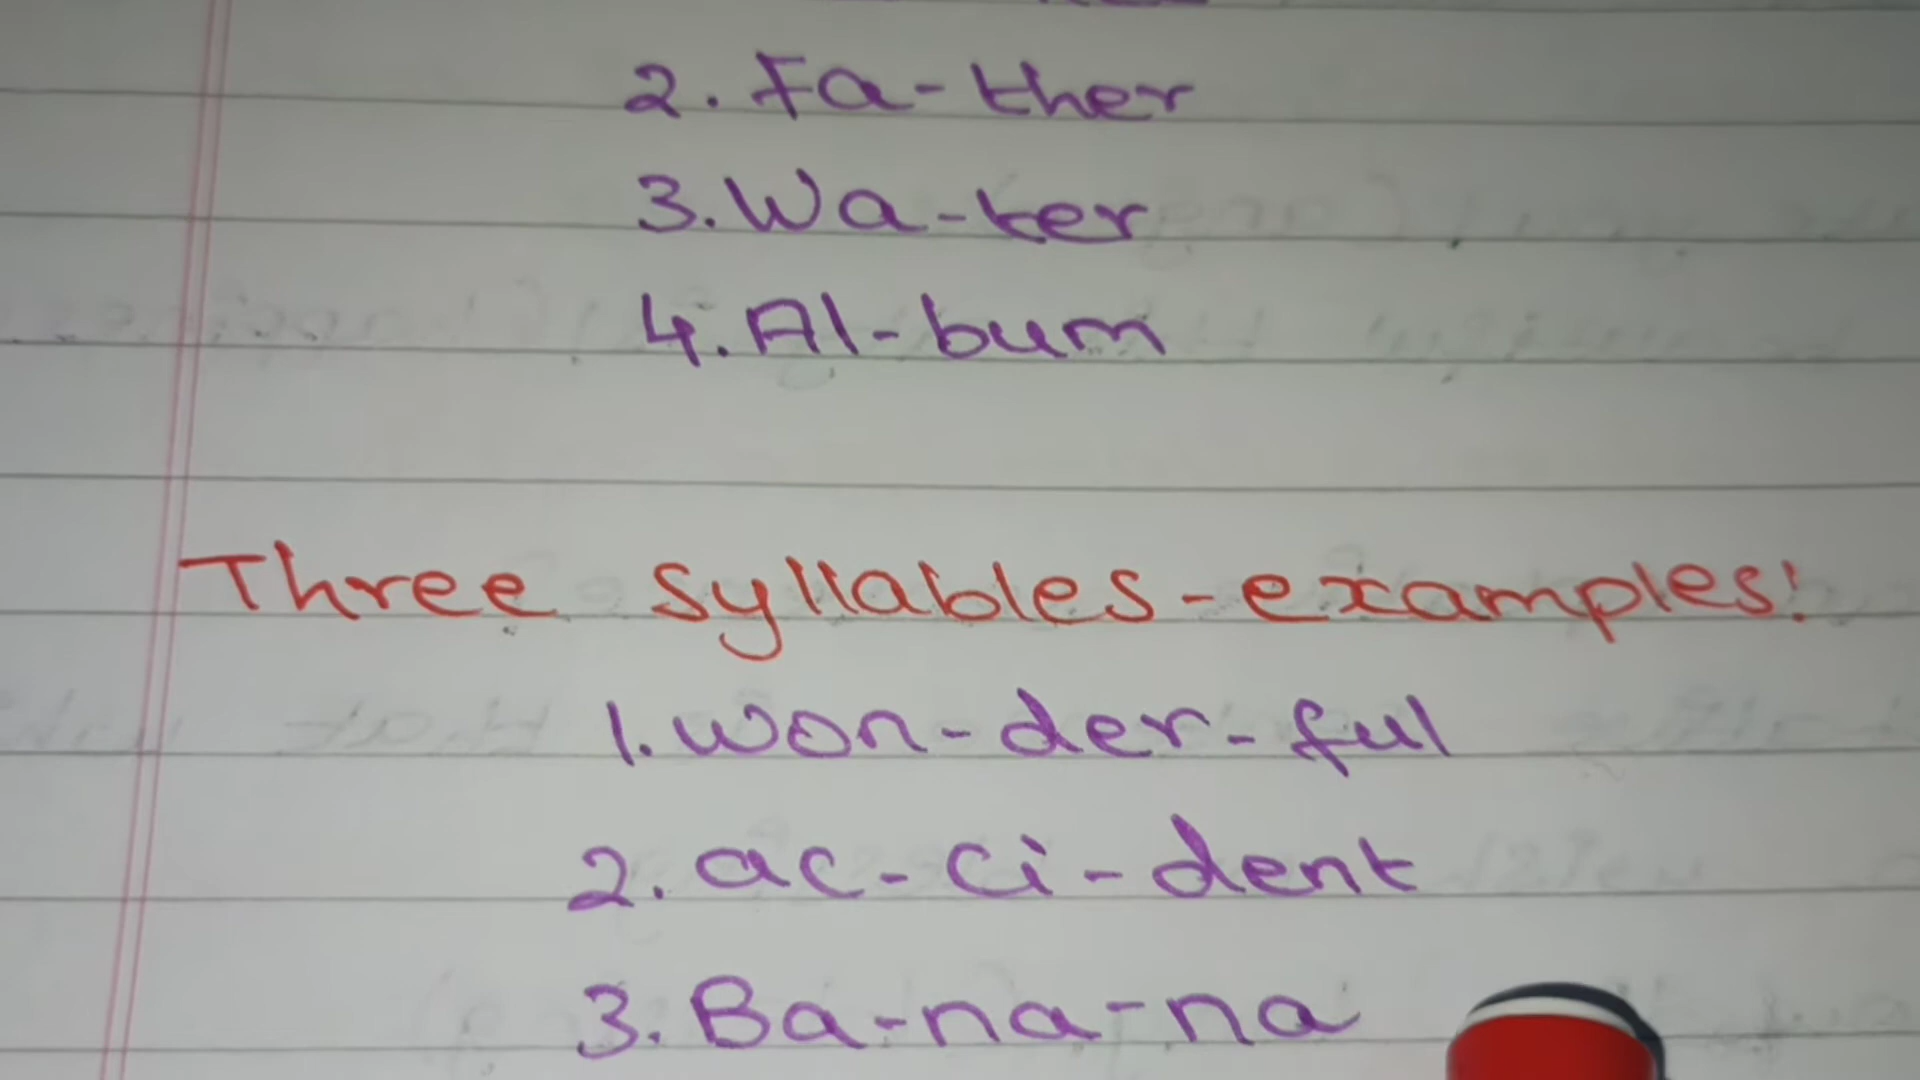 2. Fa-ther
3. Wa-ter
4. Al-bum
Three syllables-examples:
1. won-der-ful
2. ac-ci-dent
3. Ba-na-na